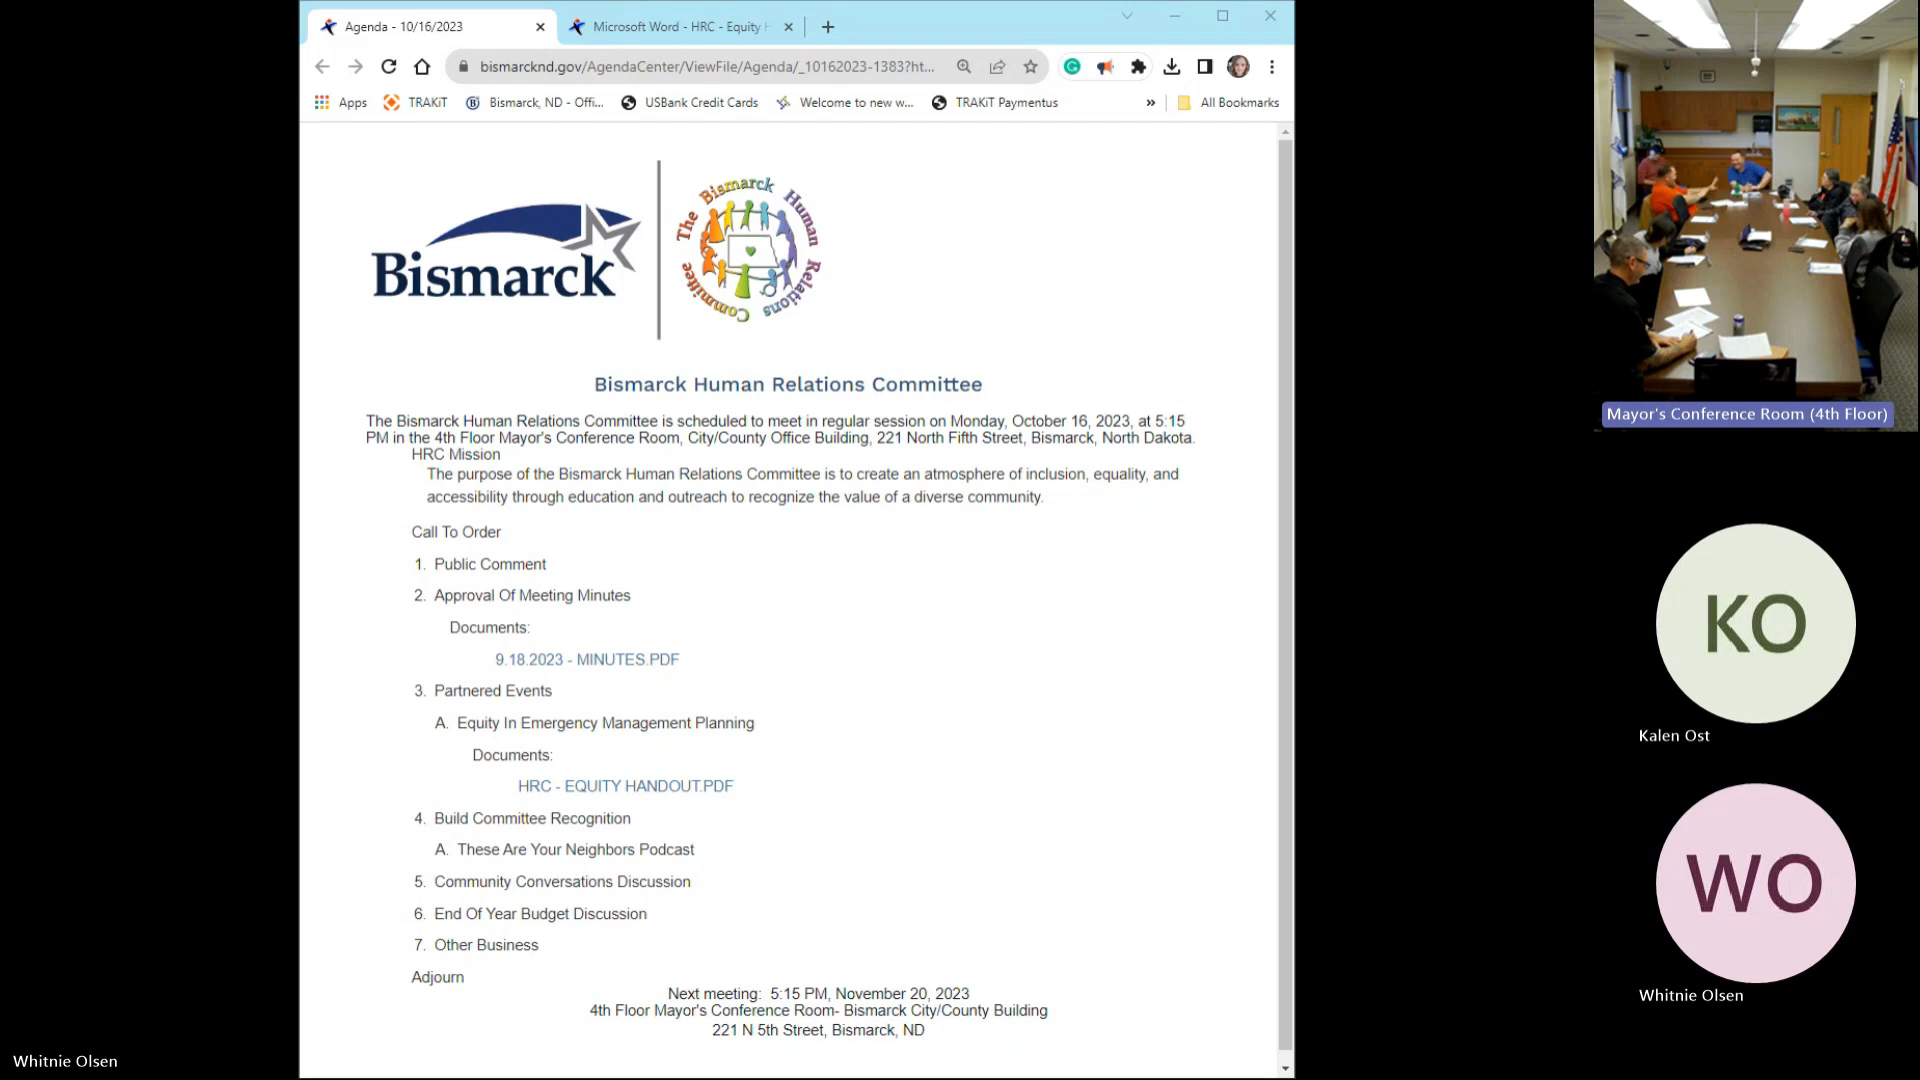 Agenda - 10/16/2023
Microsoft Word - HRC - Equity H
bismarcknd.gov/AgendaCenter/ViewFile/Agenda/_10162023-1383?ht...
Apps
TRAKiT
Bismarck, ND - Offi...
USBank Credit Cards
Welcome to new w...
TRAKiT Paymentus
»
All Bookmarks
Bismarck
The Bismarck Human Relations Committee
Bismarck Human Relations Committee
The Bismarck Human Relations Committee is scheduled to meet in regular session on Monday, October 16, 2023, at 5:15
PM in the 4th Floor Mayor's Conference Room, City/County Office Building, 221 North Fifth Street, Bismarck, North Dakota.
HRC Mission
The purpose of the Bismarck Human Relations Committee is to create an atmosphere of inclusion, equality, and
accessibility through education and outreach to recognize the value of a diverse community.
Call To Order
1. Public Comment
2. Approval Of Meeting Minutes
Documents:
9.18.2023 - MINUTES.PDF
3. Partnered Events
A. Equity In Emergency Management Planning
Documents:
HRC - EQUITY HANDOUT.PDF
4. Build Committee Recognition
A. These Are Your Neighbors Podcast
5. Community Conversations Discussion
6. End Of Year Budget Discussion
7. Other Business
Adjourn
Next meeting: 5:15 PM, November 20, 2023
4th Floor Mayor's Conference Room- Bismarck City/County Building
221 N 5th Street, Bismarck, ND
Mayor's Conference Room (4th Floor)
KO
Kalen Ost
WO
Whitnie Olsen
Whitnie Olsen